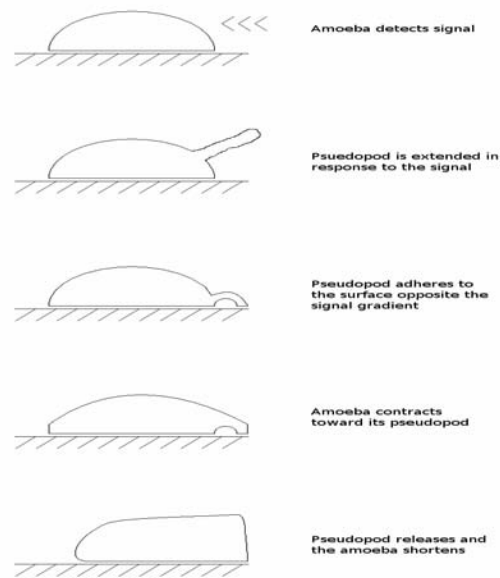 Amoeba detects signal
Psuedopod is extended in
response to the signal
Pseudopod adheres to
the surface opposite the
signal gradient
Amoeba contracts
toward its pseudopod
Pseudopod releases and
the amoeba shortens